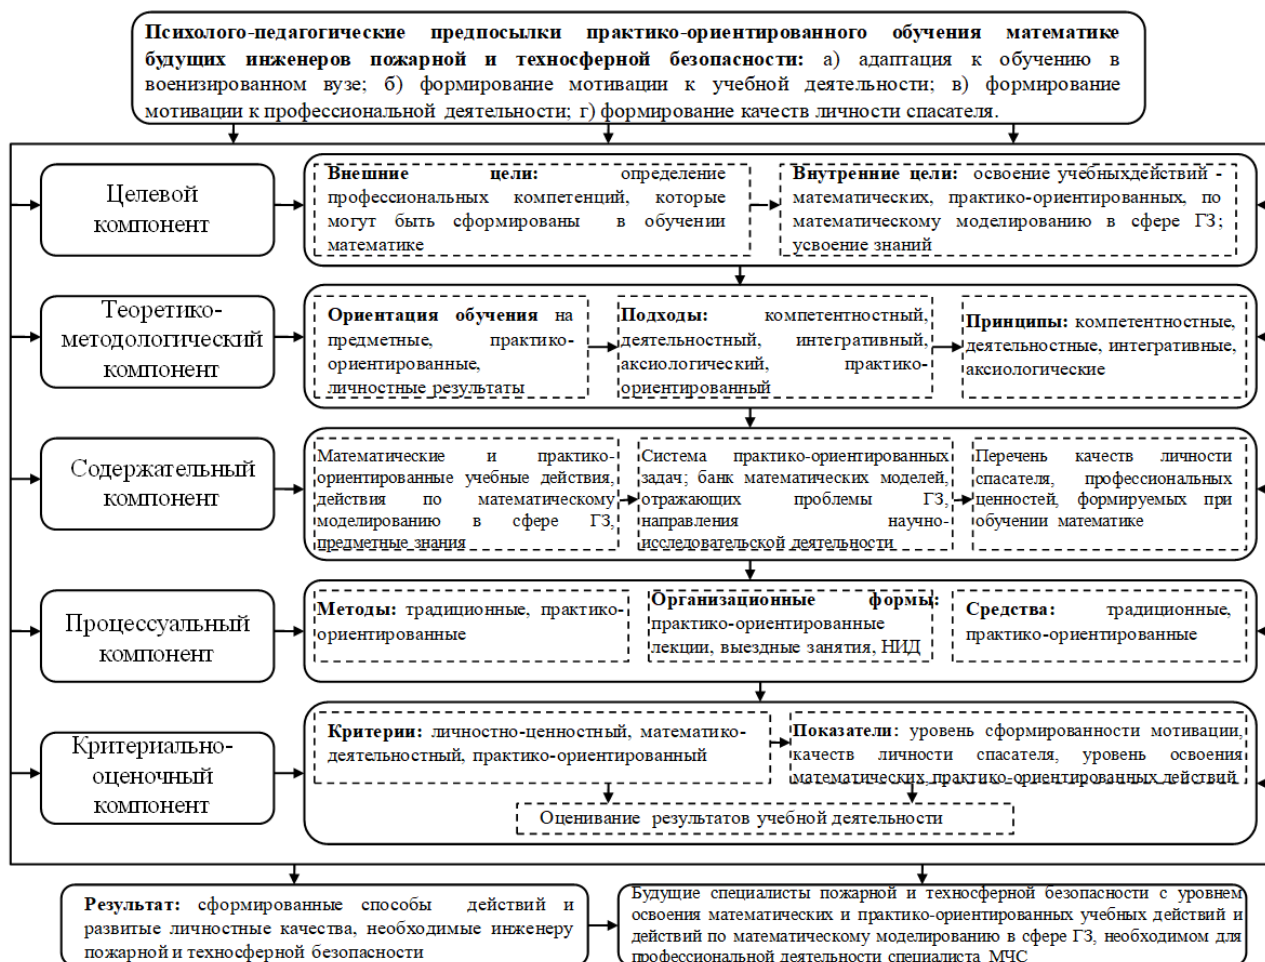 Психолого-педагогические предпосылки практико-ориентированного обучения математике
будущих инженеров пожарной и техносферной безопасности: а) адаптация к обучению в
военизированном вузе; б) формирование мотивации к учебной деятельности; в) формирование
мотивации к профессиональной деятельности; г) формирование качеств личности спасателя.
Целевой
компонент
Внешние цели: определение
профессиональных компетенций, которые
могут быть сформированы в обучении
математике
Внутренние цели: освоение учебныхдействий -
математических, практико-ориентированных, по
математическому моделированию в сфере ГЗ;
усвоение знаний
Теоретико-
методологический
компонент
Ориентация обучения на
предметные, практико-
ориентированные,
личностные результаты
Подходы: компетентностный,
деятельностный, интегративный,
аксиологический, практико-
ориентированный
Принципы: компетентностные,
деятельностные, интегративные,
аксиологические
Содержательный
компонент
Математические и практико-
ориентированные учебные действия,
действия по математическому
моделированию в сфере ГЗ,
предметные знания
Система практико-ориентированных
задач; банк математических моделей,
отражающих проблемы ГЗ,
направления научно-
исследовательской деятельности
Перечень качеств личности
спасателя, профессиональных
ценностей, формируемых при
обучении математике
Процессуальный
компонент
Методы: традиционные, практико-
ориентированные
Организационные формы:
практико-ориентированные
лекции, выездные занятия, НИД
Средства: традиционные,
практико-ориентированные
Критериально-
оценочный
компонент
Критерии: личностно-ценностный, математико-
деятельностный, практико-ориентированный
Показатели: уровень сформированности мотивации,
качеств личности спасателя, уровень освоения
математических, практико-ориентированных действий
Оценивание результатов учебной деятельности
Результат: сформированные способы действий и
развитые личностные качества, необходимые инженеру
пожарной и техносферной безопасности
Будущие специалисты пожарной и техносферной безопасности с уровнем
освоения математических и практико-ориентированных учебных действий и
действий по математическому моделированию в сфере ГЗ, необходимом для
профессиональной деятельности специалиста МЧС